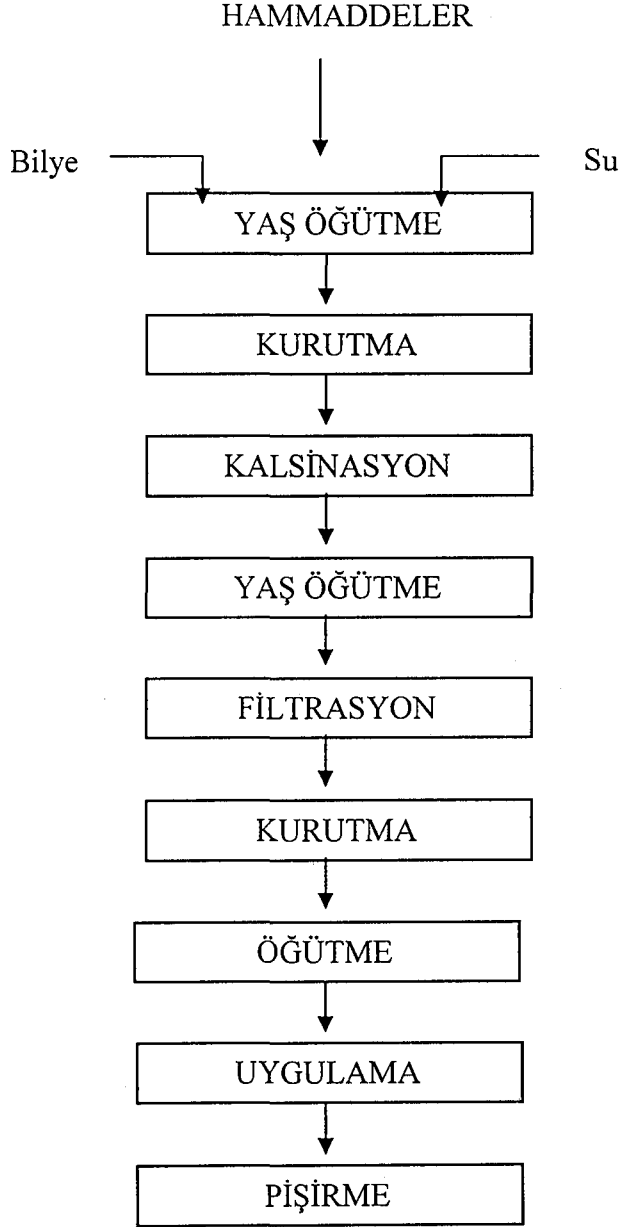 HAMMADDELER
Bilye
Su
YAŞ ÖĞÜTME
KURUTMA
KALSİNASYON
YAŞ ÖĞÜTME
FİLTRASYON
KURUTMA
ÖĞÜTME
UYGULAMA
PİŞİRME